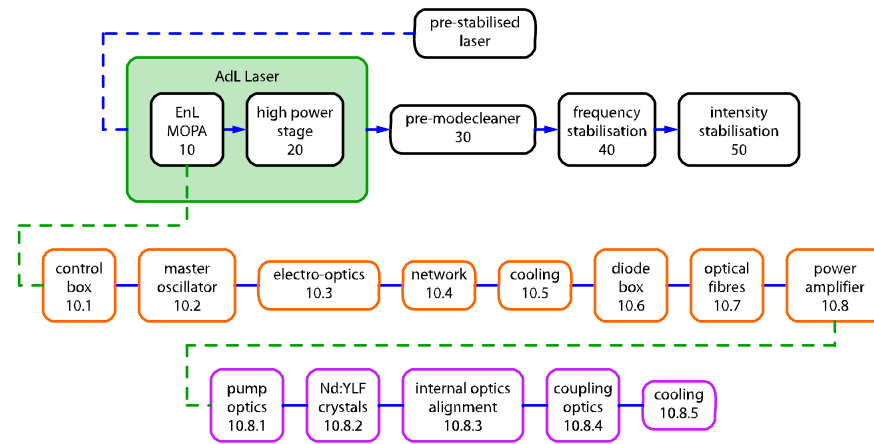 pre-stabilised
laser
AdL Laser
EnL
MOPA
10
high power
stage
20
pre-modecleaner
30
frequency
stabilisation
40
intensity
stabilisation
50
control
box
10.1
master
oscillator
10.2
electro-optics
10.3
network
10.4
cooling
10.5
diode
box
10.6
optical
fibres
10.7
power
amplifier
10.8
pump
optics
10.8.1
Nd:YLF
crystals
10.8.2
internal optics
alignment
10.8.3
coupling
optics
10.8.4
cooling
10.8.5